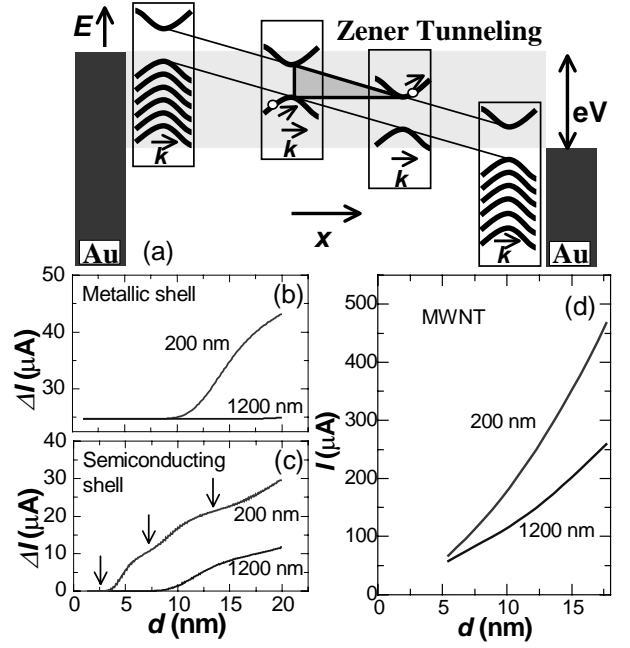 E
Zener Tunneling
eV
k
k
k
k
x
Au
(a)
Au
(b)
Metallic shell
200 nm
1200 nm
50
40
30
20
ΔI (µA)
(c)
Semiconducting
shell
200 nm
1200 nm
40
30
20
10
0
ΔI (µA)
0 5 10 15 20
d (nm)
(d)
MWNT
200 nm
1200 nm
500
400
300
200
100
0
I (µA)
0 5 10 15
d (nm)